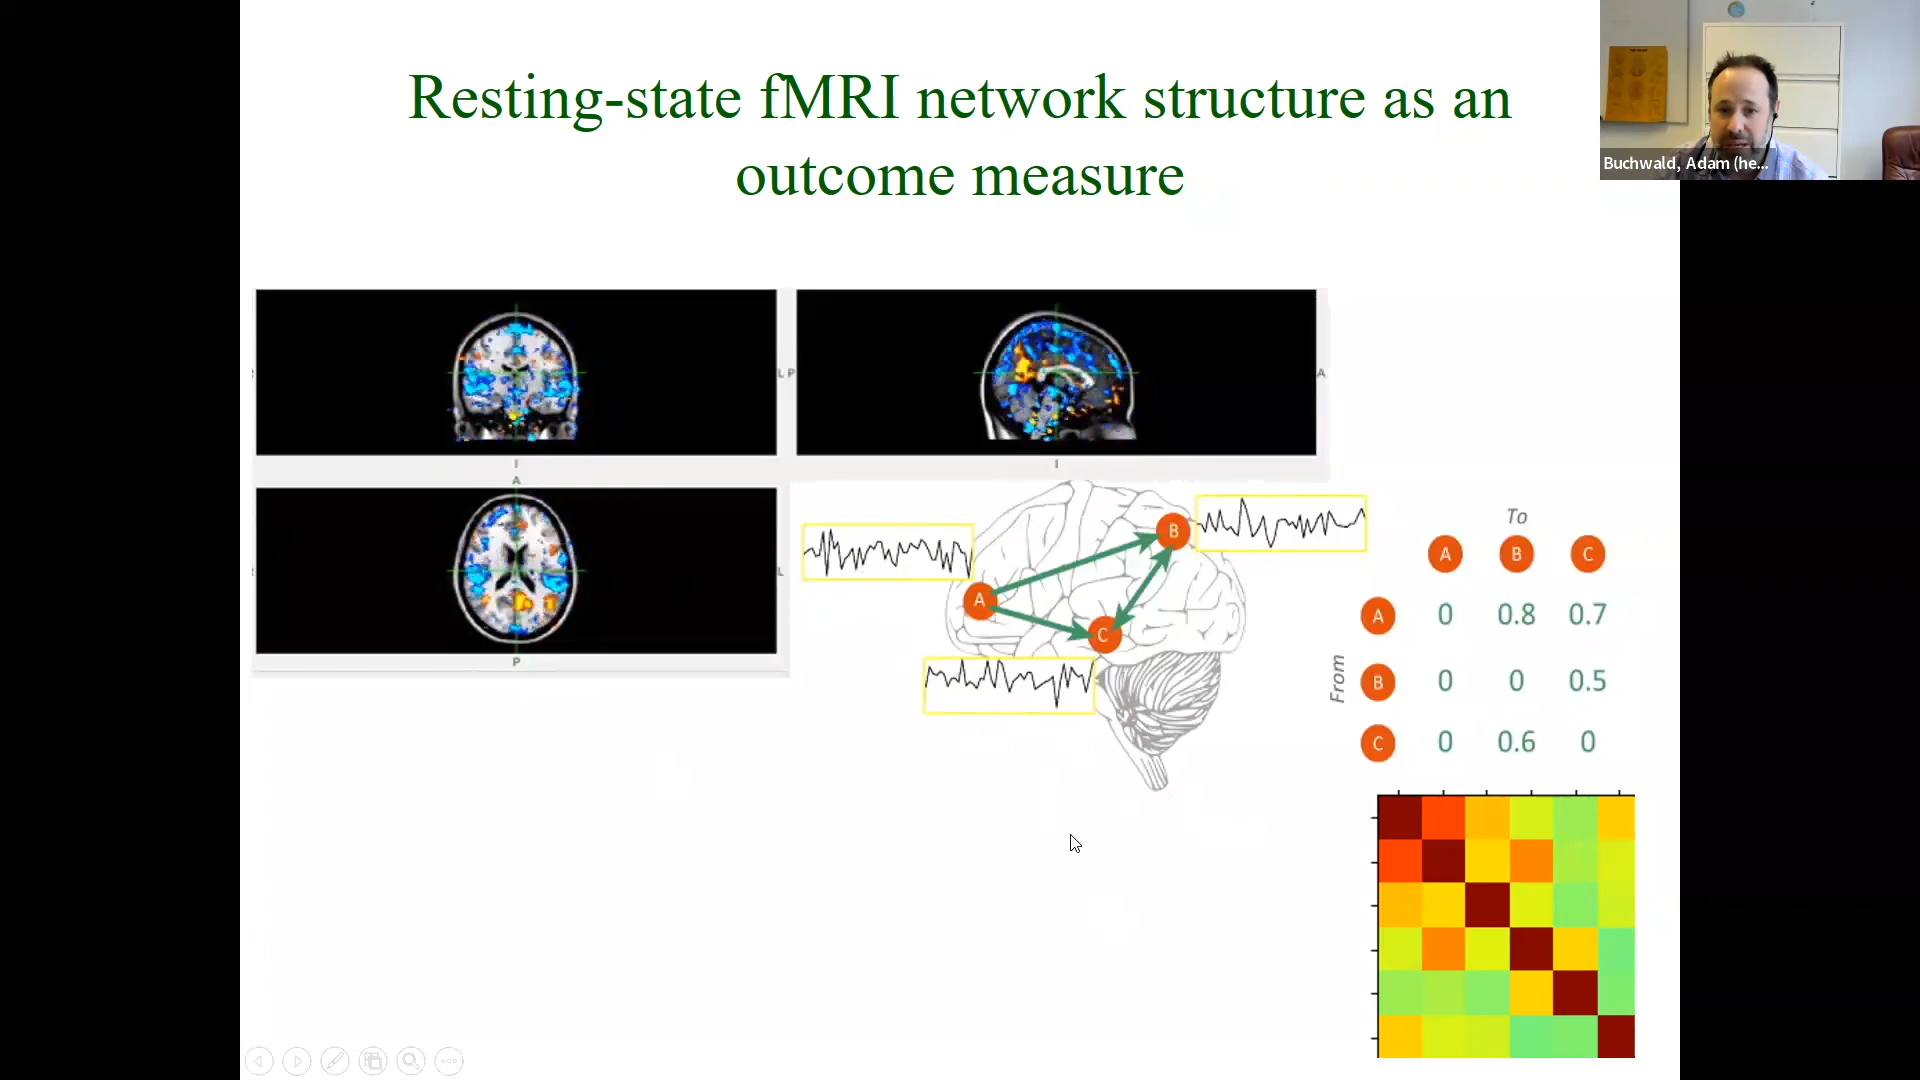 Resting-state fMRI network structure as an
outcome measure
Buchwald, Adam (he...
L P
A
I
I
A
L
P
A
B
C
To
A B C
From
A 0 0.8 0.7
B 0 0 0.5
C 0 0.6 0